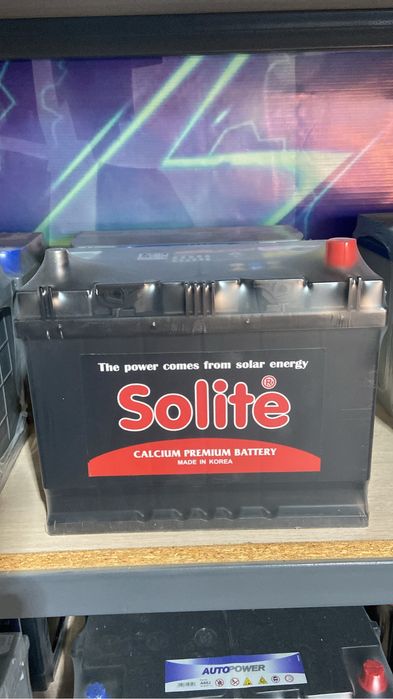 The power comes from solar energy
Solite®
CALCIUM PREMIUM BATTERY
MADE IN KOREA
AUTOPOWER